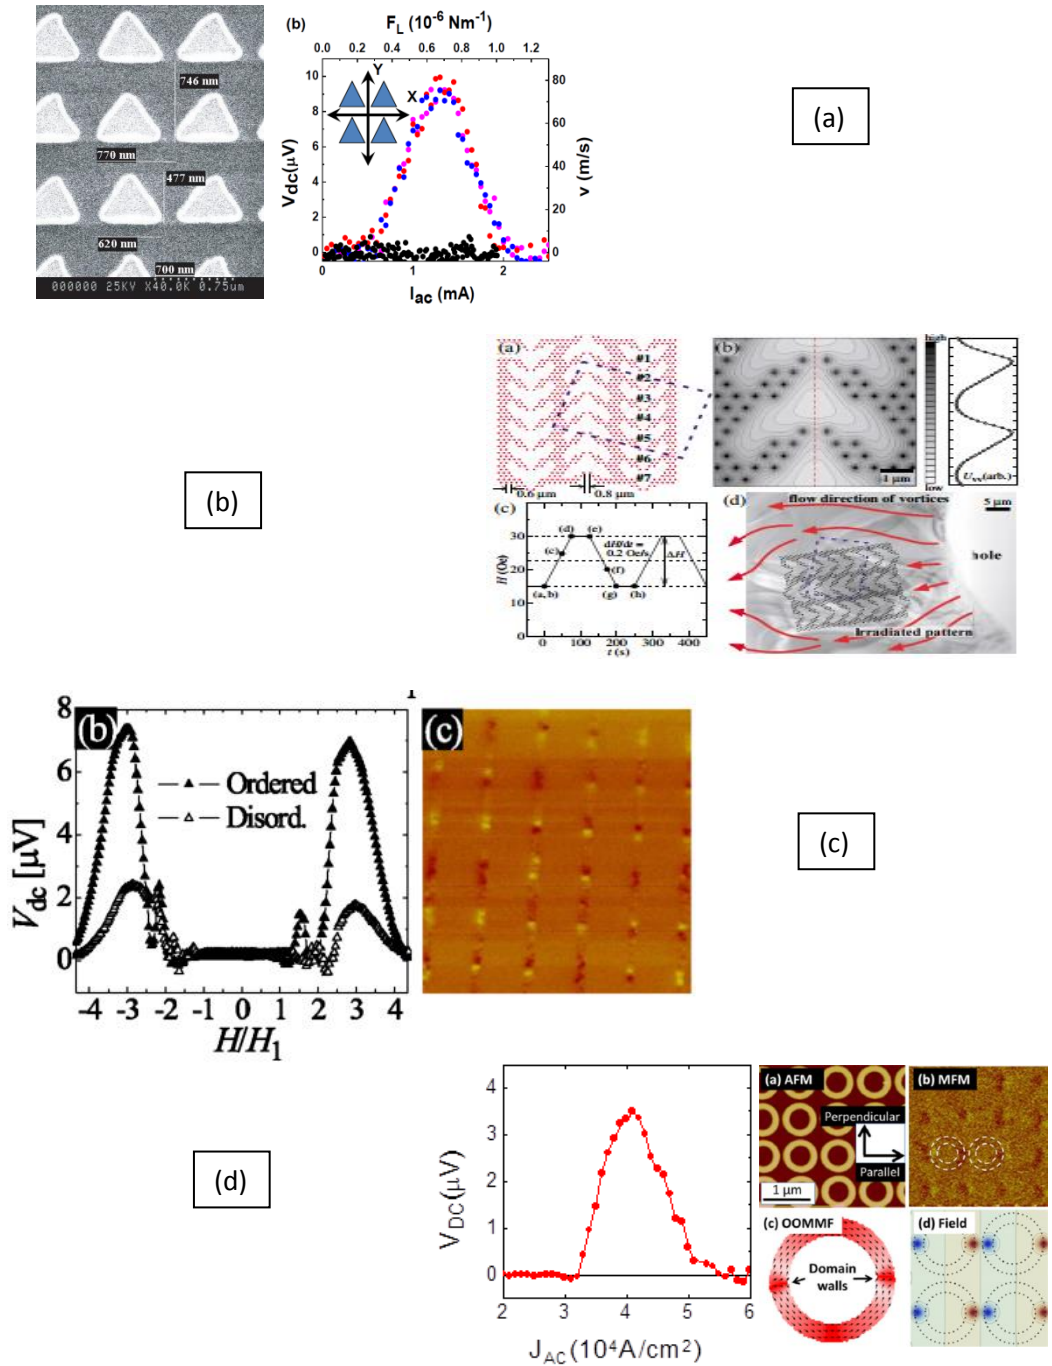 746 nm
770 nm
477 nm
620 nm
700 nm
000000 25KV X40.0K 0.75um
(b)
F_L (10^-6 Nm^-1)
0.0 0.2 0.4 0.6 0.8 1.0 1.2
10
8
6
4
2
0
V_dc(μV)
Y
X
80
60
40
20
0
v (m/s)
0 1 2
I_ac (mA)
(a)
(b)
(a)
#1
#2
#3
#4
#5
#6
#7
0.6 μm
0.8 μm
(b)
1 μm
high
low
U_vv(arb.)
(c)
H (Oe)
30
20
10
0
(d) (e)
(c)
dH/dt =
0.2 Oe/s
ΔH
(f)
(a, b)
(g) (h)
0 200 400
t (s)
(d)
flow direction of vortices
5 μm
hole
Irradiated pattern
(b)
8
6
4
2
0
V_dc [μV]
Ordered
Disord.
-4 -3 -2 -1 0 1 2 3 4
H/H_1
(c)
(c)
(d)
4
3
2
1
0
V_DC (μV)
2 3 4 5 6
J_AC (10^4A/cm^2)
(a) AFM
Perpendicular
Parallel
1 μm
(b) MFM
(c) OOMMF
Domain
walls
(d) Field